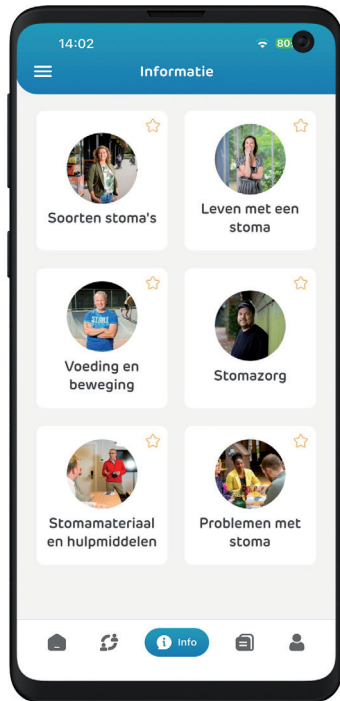 14:02
80
Informatie
Soorten stoma's
Leven met een
stoma
START
Voeding en
beweging
Stomazorg
Stomamateriaal
en hulpmiddelen
Problemen met
stoma
Info